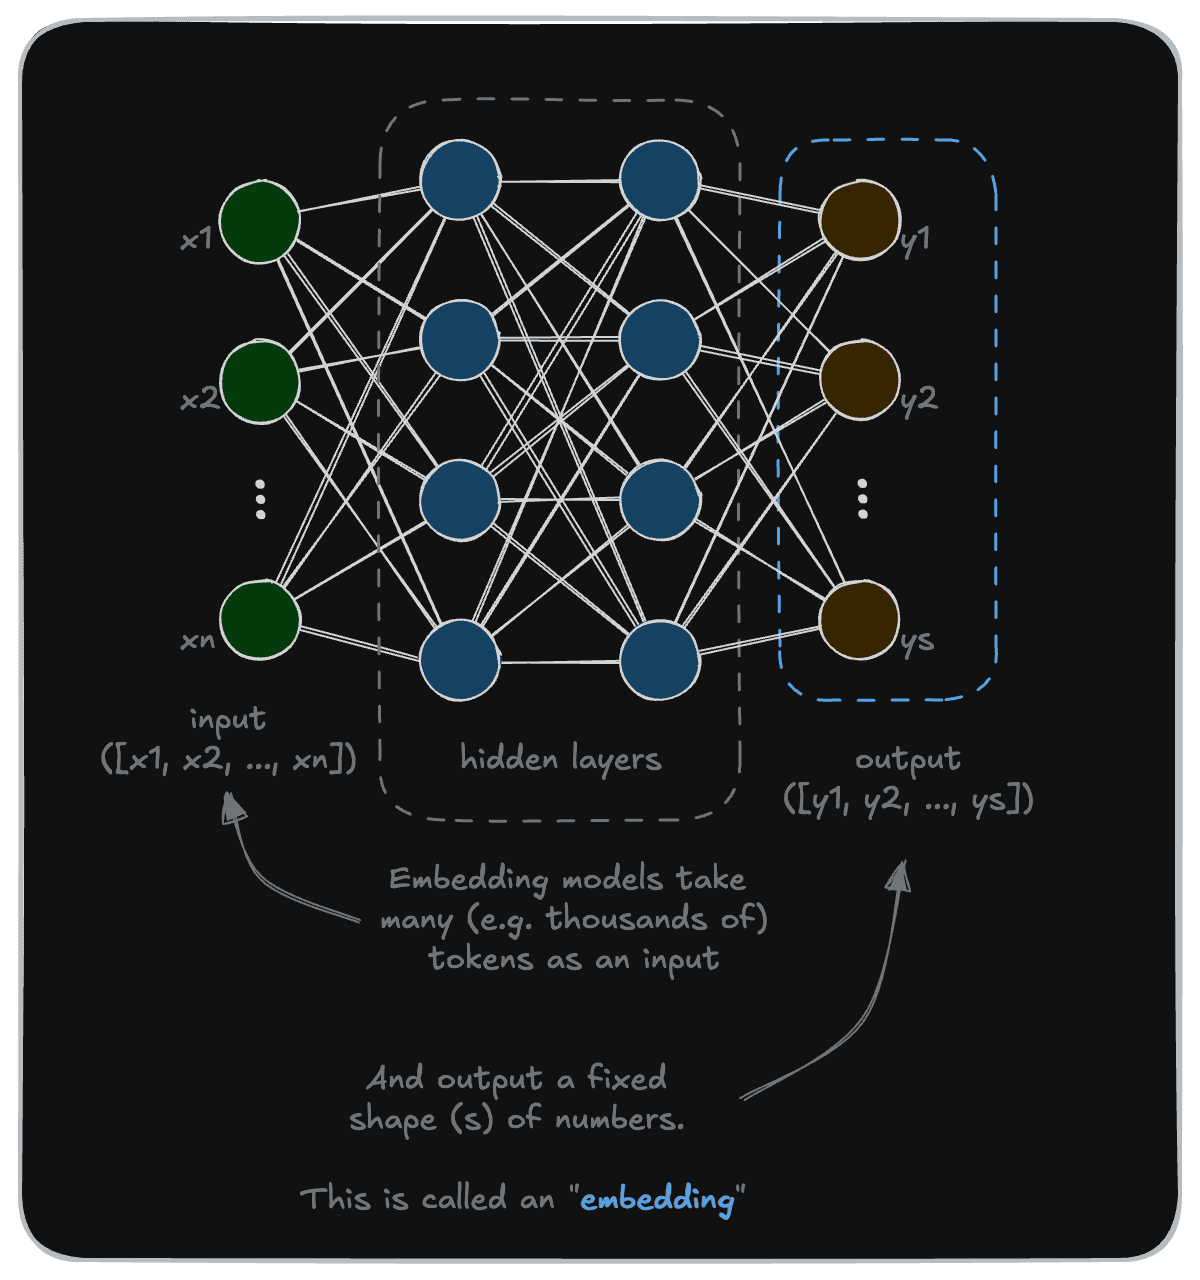 x1
x2
xn
y1
y2
ys
input
([x1, x2, ..., xn])
hidden layers
output
([y1, y2, ..., ys])
Embedding models take
many (e.g. thousands of)
tokens as an input
And output a fixed
shape (s) of numbers.
This is called an "embedding"